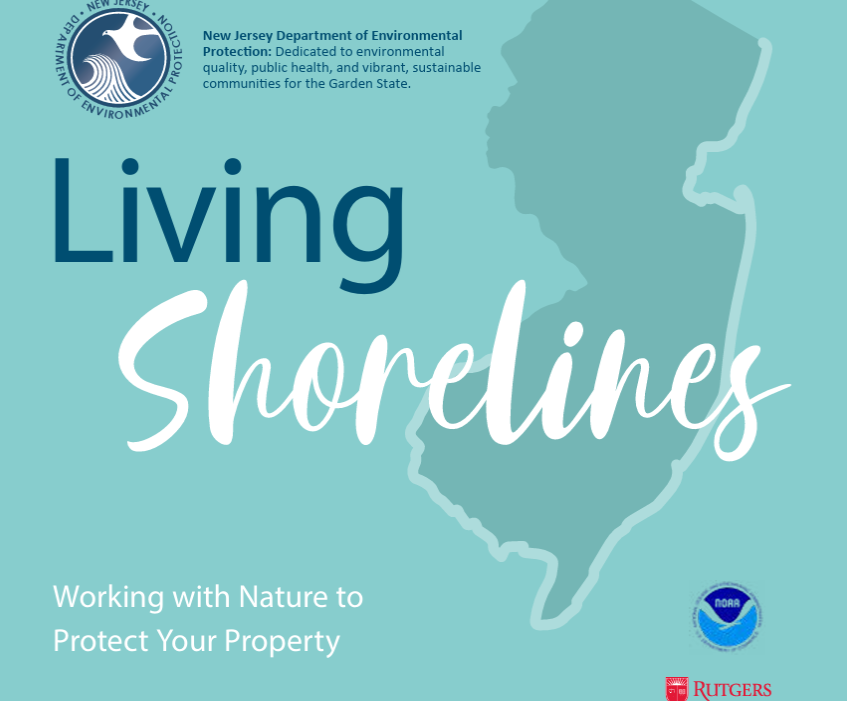 NEW JERSEY
DEPARTMENT OF ENVIRONMENTAL PROTECTION
New Jersey Department of Environmental
Protection: Dedicated to environmental
quality, public health, and vibrant, sustainable
communities for the Garden State.
Living
Shorelines
Working with Nature to
Protect Your Property
NOAA
RUTGERS